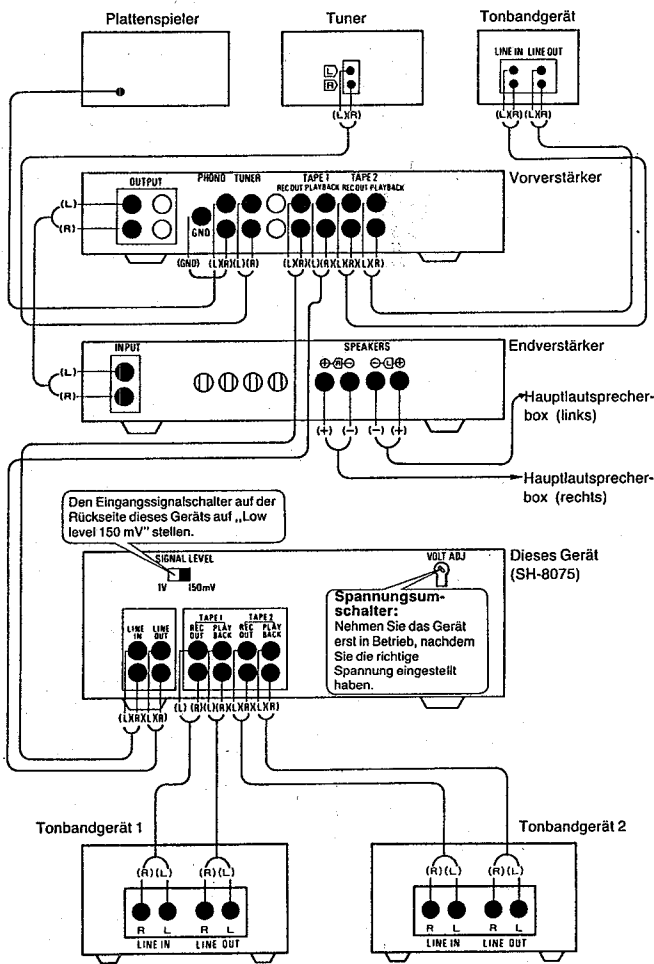 Plattenspieler
Tuner
Tonbandgerät
L
R
LINE IN LINE OUT
(L)(R)
(L)(R) (L)(R)
Vorverstärker
OUTPUT
PHONO TUNER
TAPE 1 TAPE 2
REC OUT PLAYBACK REC OUT PLAYBACK
(L)
(R)
GND
(GND) (L)(R)(L)(R) (L)(R)(L)(R)(L)(R)(L)(R)
Endverstärker
INPUT
SPEAKERS
⊕-R-⊖ ⊖-L-⊕
(L)
(R)
(+) (-) (-) (+)
Hauptlautsprecher-
box (links)
Hauptlautsprecher-
box (rechts)
Den Eingangssignalschalter auf der
Rückseite dieses Geräts auf „Low
level 150 mV" stellen.
Dieses Gerät
(SH-8075)
SIGNAL LEVEL
1V 150mV
VOLT ADJ
Spannungsum-
schalter:
Nehmen Sie das Gerät
erst in Betrieb, nachdem
Sie die richtige
Spannung eingestellt
haben.
LINE IN
LINE OUT
TAPE 1 TAPE 2
REC OUT
PLAY BACK
REC OUT
PLAY BACK
(L)(R)(L)(R) (L) (R)(L)(R)(L)(R)(L)(R)
Tonbandgerät 1
Tonbandgerät 2
(R)(L) (R)(L)
R L R L
LINE IN LINE OUT
(R)(L) (R)(L)
R L R L
LINE IN LINE OUT